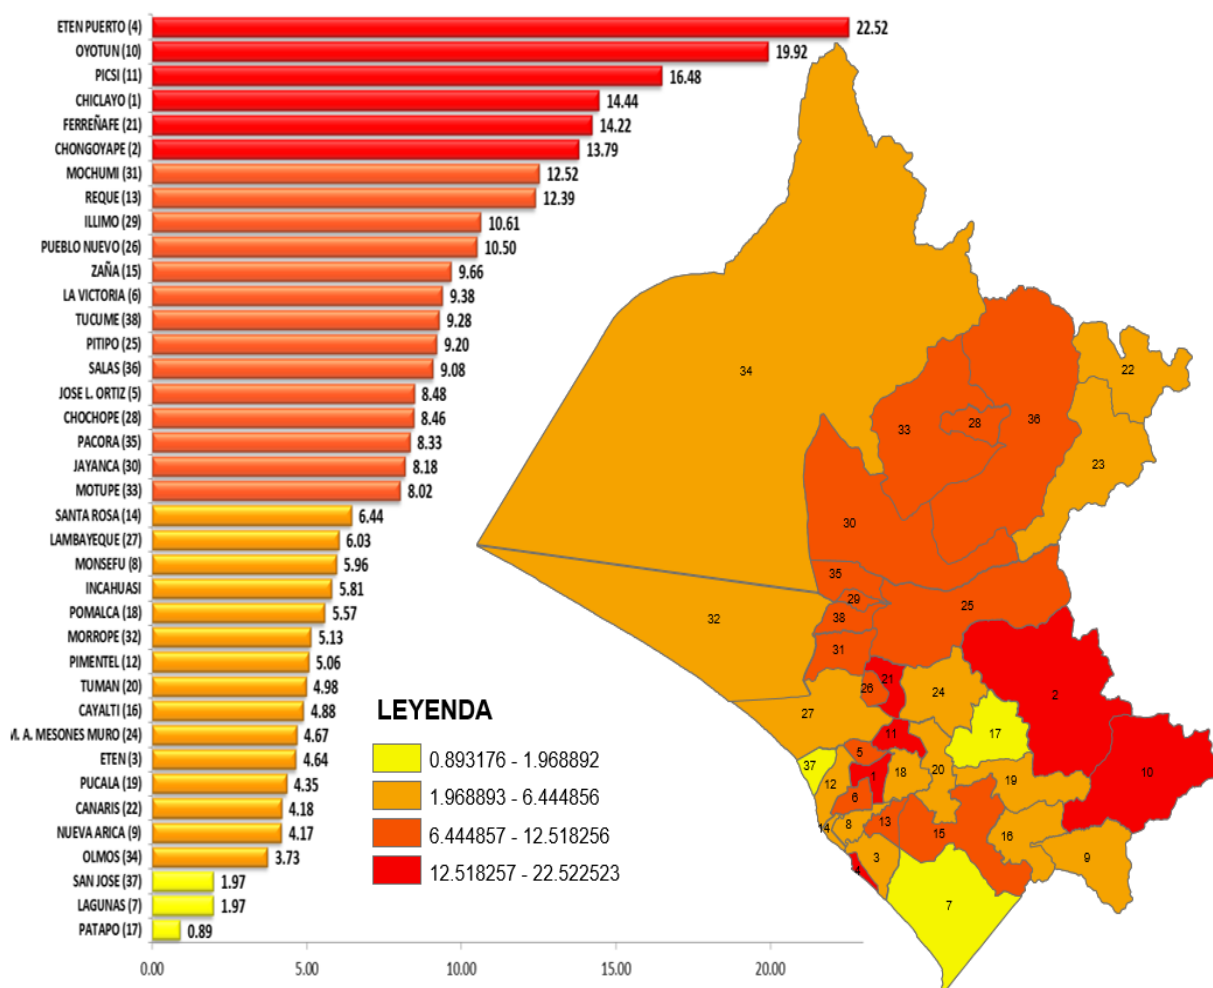 ETEN PUERTO (4) 22.52
OYOTUN (10) 19.92
PICSI (11) 16.48
CHICLAYO (1) 14.44
FERREÑAFE (21) 14.22
CHONGOYAPE (2) 13.79
MOCHUMI (31) 12.52
REQUE (13) 12.39
ILLIMO (29) 10.61
PUEBLO NUEVO (26) 10.50
ZAÑA (15) 9.66
LA VICTORIA (6) 9.38
TUCUME (38) 9.28
PITIPO (25) 9.20
SALAS (36) 9.08
JOSE L. ORTIZ (5) 8.48
CHOCHOPE (28) 8.46
PACORA (35) 8.33
JAYANCA (30) 8.18
MOTUPE (33) 8.02
SANTA ROSA (14) 6.44
LAMBAYEQUE (27) 6.03
MONSEFU (8) 5.96
INCAHUASI 5.81
POMALCA (18) 5.57
MORROPE (32) 5.13
PIMENTEL (12) 5.06
TUMAN (20) 4.98
CAYALTI (16) 4.88
M. A. MESONES MURO (24) 4.67
ETEN (3) 4.64
PUCALA (19) 4.35
CANARIS (22) 4.18
NUEVA ARICA (9) 4.17
OLMOS (34) 3.73
SAN JOSE (37) 1.97
LAGUNAS (7) 1.97
PATAPO (17) 0.89
0.00 5.00 10.00 15.00 20.00
LEYENDA
0.893176 - 1.968892
1.968893 - 6.444856
6.444857 - 12.518256
12.518257 - 22.522523
34
22
33
28
36
23
30
35
29
25
38
32
31
21
26
24
2
27
17
11
5
37
12
1
18
20
19
10
6
14
8
13
15
16
3
9
4
7